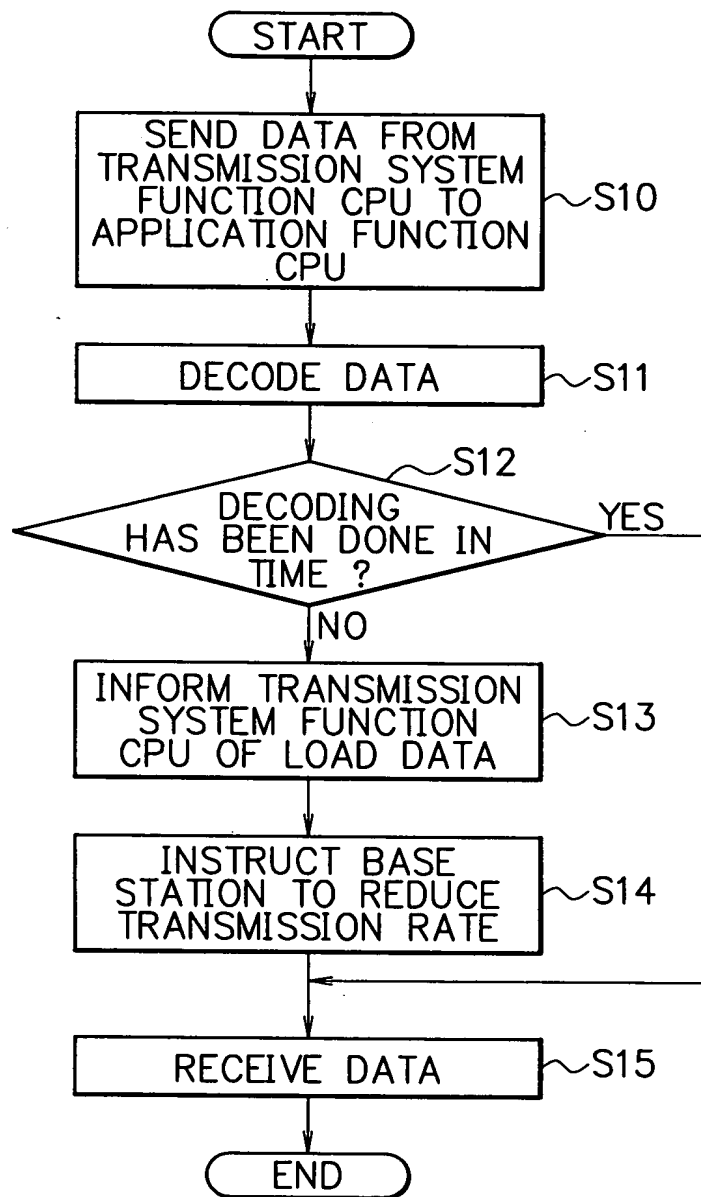 START
SEND DATA FROM
TRANSMISSION SYSTEM
FUNCTION CPU TO
APPLICATION FUNCTION
CPU
S10
DECODE DATA
S11
S12
DECODING
HAS BEEN DONE IN
TIME ?
YES
NO
INFORM TRANSMISSION
SYSTEM FUNCTION
CPU OF LOAD DATA
S13
INSTRUCT BASE
STATION TO REDUCE
TRANSMISSION RATE
S14
RECEIVE DATA
S15
END